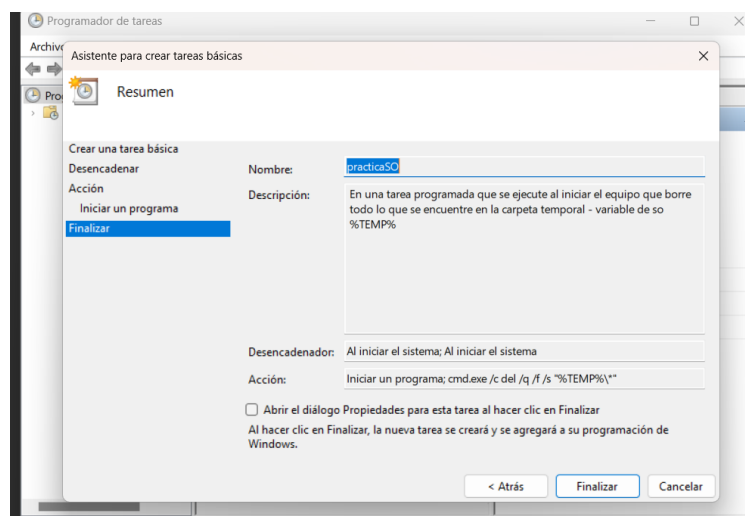 Programador de tareas
Archivo
Asistente para crear tareas básicas
Pro
Resumen
Crear una tarea básica
Desencadenar
Acción
Iniciar un programa
Finalizar
Nombre:
practicaSO
Descripción:
En una tarea programada que se ejecute al iniciar el equipo que borre
todo lo que se encuentre en la carpeta temporal - variable de so
%TEMP%
Desencadenador:
Al iniciar el sistema; Al iniciar el sistema
Acción:
Iniciar un programa; cmd.exe /c del /q /f /s "%TEMP%\*"
Abrir el diálogo Propiedades para esta tarea al hacer clic en Finalizar
Al hacer clic en Finalizar, la nueva tarea se creará y se agregará a su programación de
Windows.
< Atrás
Finalizar
Cancelar